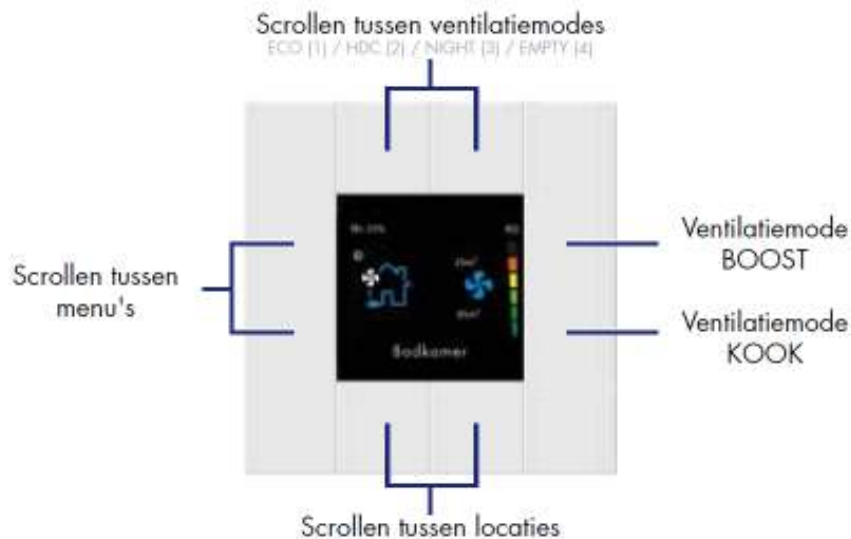 Scrollen tussen ventilatiemodes
ECO (1) / HDC (2) / NIGHT (3) / EMPTY (4)
Scrollen tussen
menu's
Ventilatiemode
BOOST
Ventilatiemode
KOOK
Badkamer
Scrollen tussen locaties